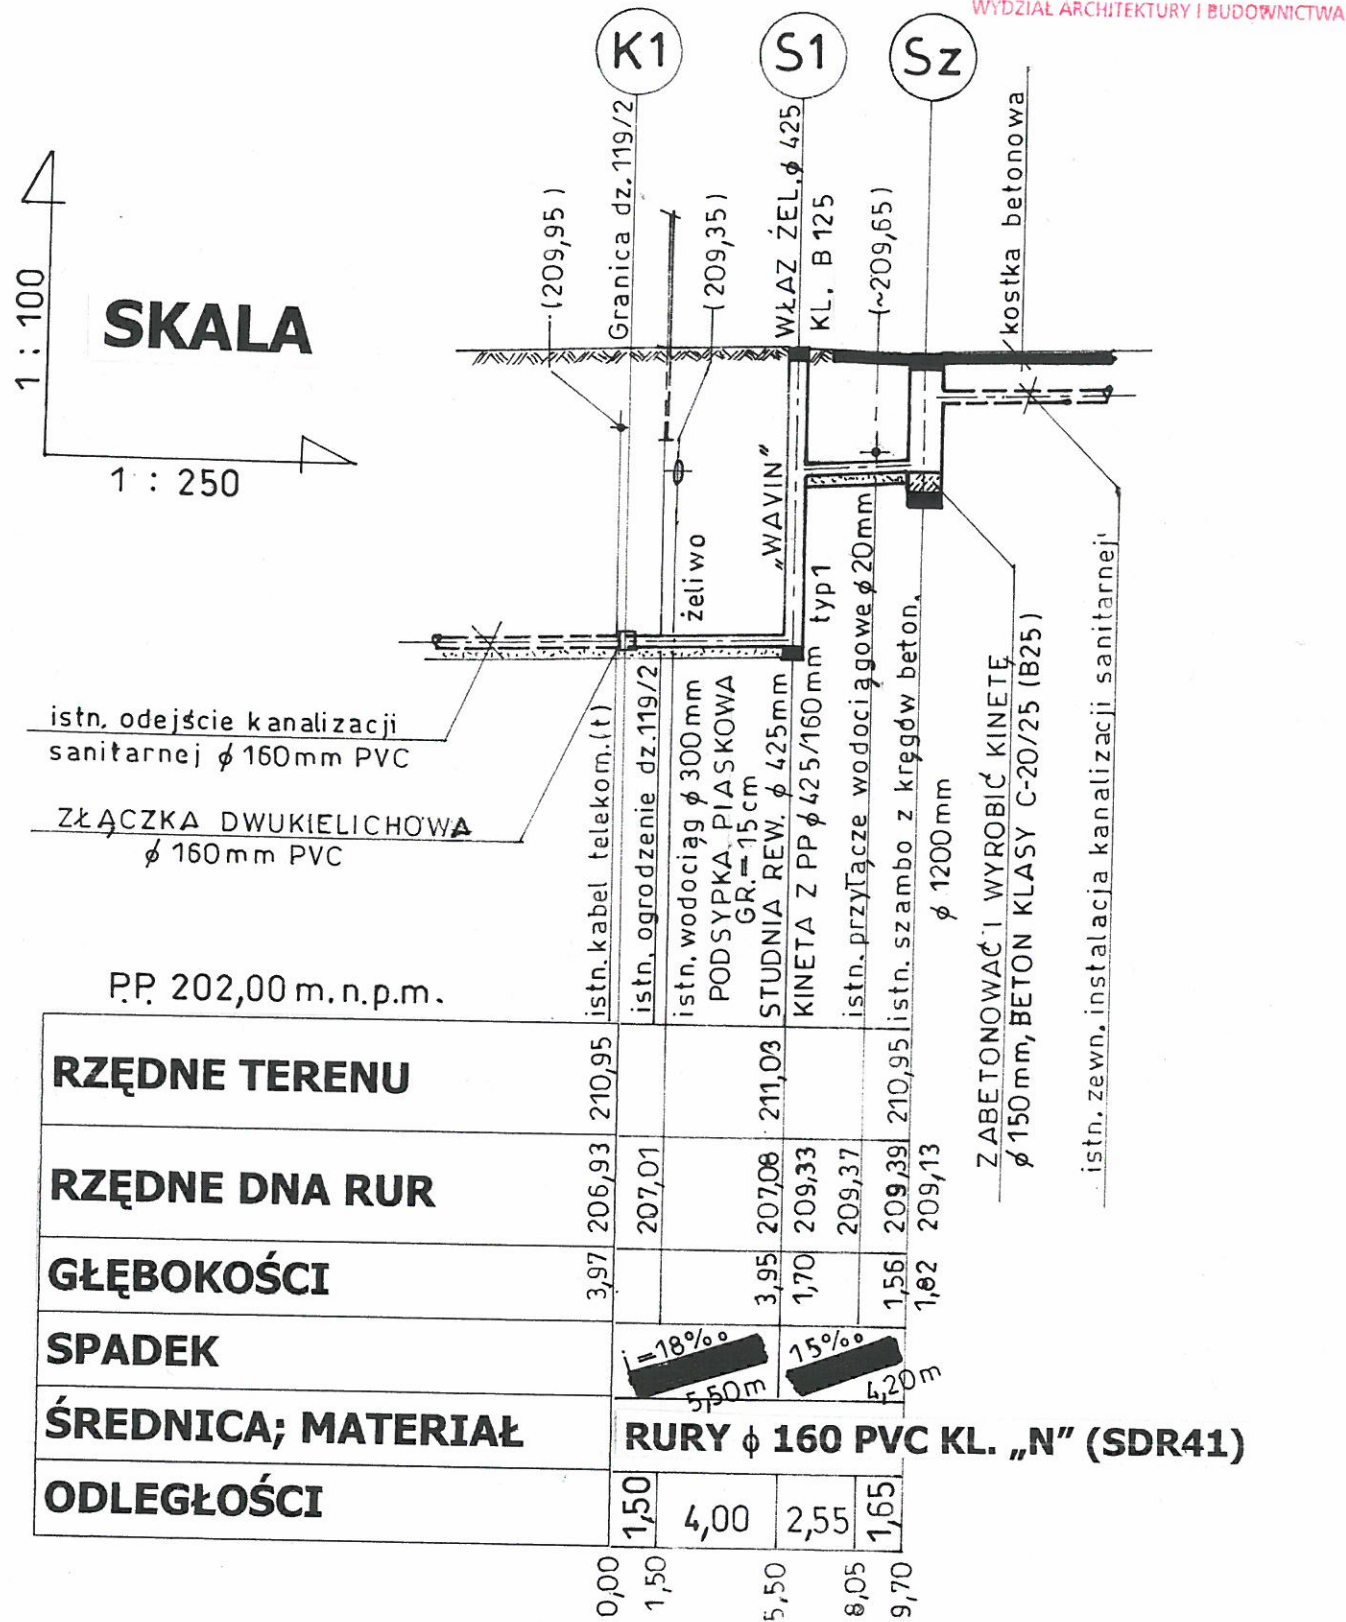 WYDZIAŁ ARCHITEKTURY I BUDOWNICTWA
K1
S1
Sz
1 : 100
SKALA
1 : 250
(209,95)
Granica dz. 119/2
(209,35)
WŁAZ ŻEL. ϕ 425
KL. B 125
(~209,65)
kostka betonowa
żeliwo
„WAVIN”
typ1
istn. odejście kanalizacji
sanitarnej ϕ 160mm PVC
ZŁĄCZKA DWUKIELICHOWA
ϕ 160mm PVC
istn. kabel telekom.(t)
istn. ogrodzenie dz.119/2
istn. wodociąg ϕ 300mm
PODSYPKA PIASKOWA
GR.=15cm
STUDNIA REW. ϕ 425mm
KINETA Z PP ϕ 425/160mm
istn. przyłącze wodociągowe ϕ 20mm
istn. szambo z kręgów beton.
ϕ 1200mm
ZABETONOWAĆ I WYROBIĆ KINETĘ
ϕ 150mm, BETON KLASY C-20/25 (B25)
istn. zewn. instalacja kanalizacji sanitarnej
P.P. 202,00 m.n.p.m.
RZĘDNE TERENU
210,95
211,03
210,95
RZĘDNE DNA RUR
206,93
207,01
207,08
209,33
209,37
209,39
209,13
GŁĘBOKOŚCI
3,97
3,95
1,70
1,56
1,82
SPADEK
i=18%o
5,50m
15%o
4,20m
ŚREDNICA; MATERIAŁ
RURY ϕ 160 PVC KL. „N” (SDR41)
ODLEGŁOŚCI
1,50
4,00
2,55
1,65
0,00
1,50
5,50
8,05
9,70